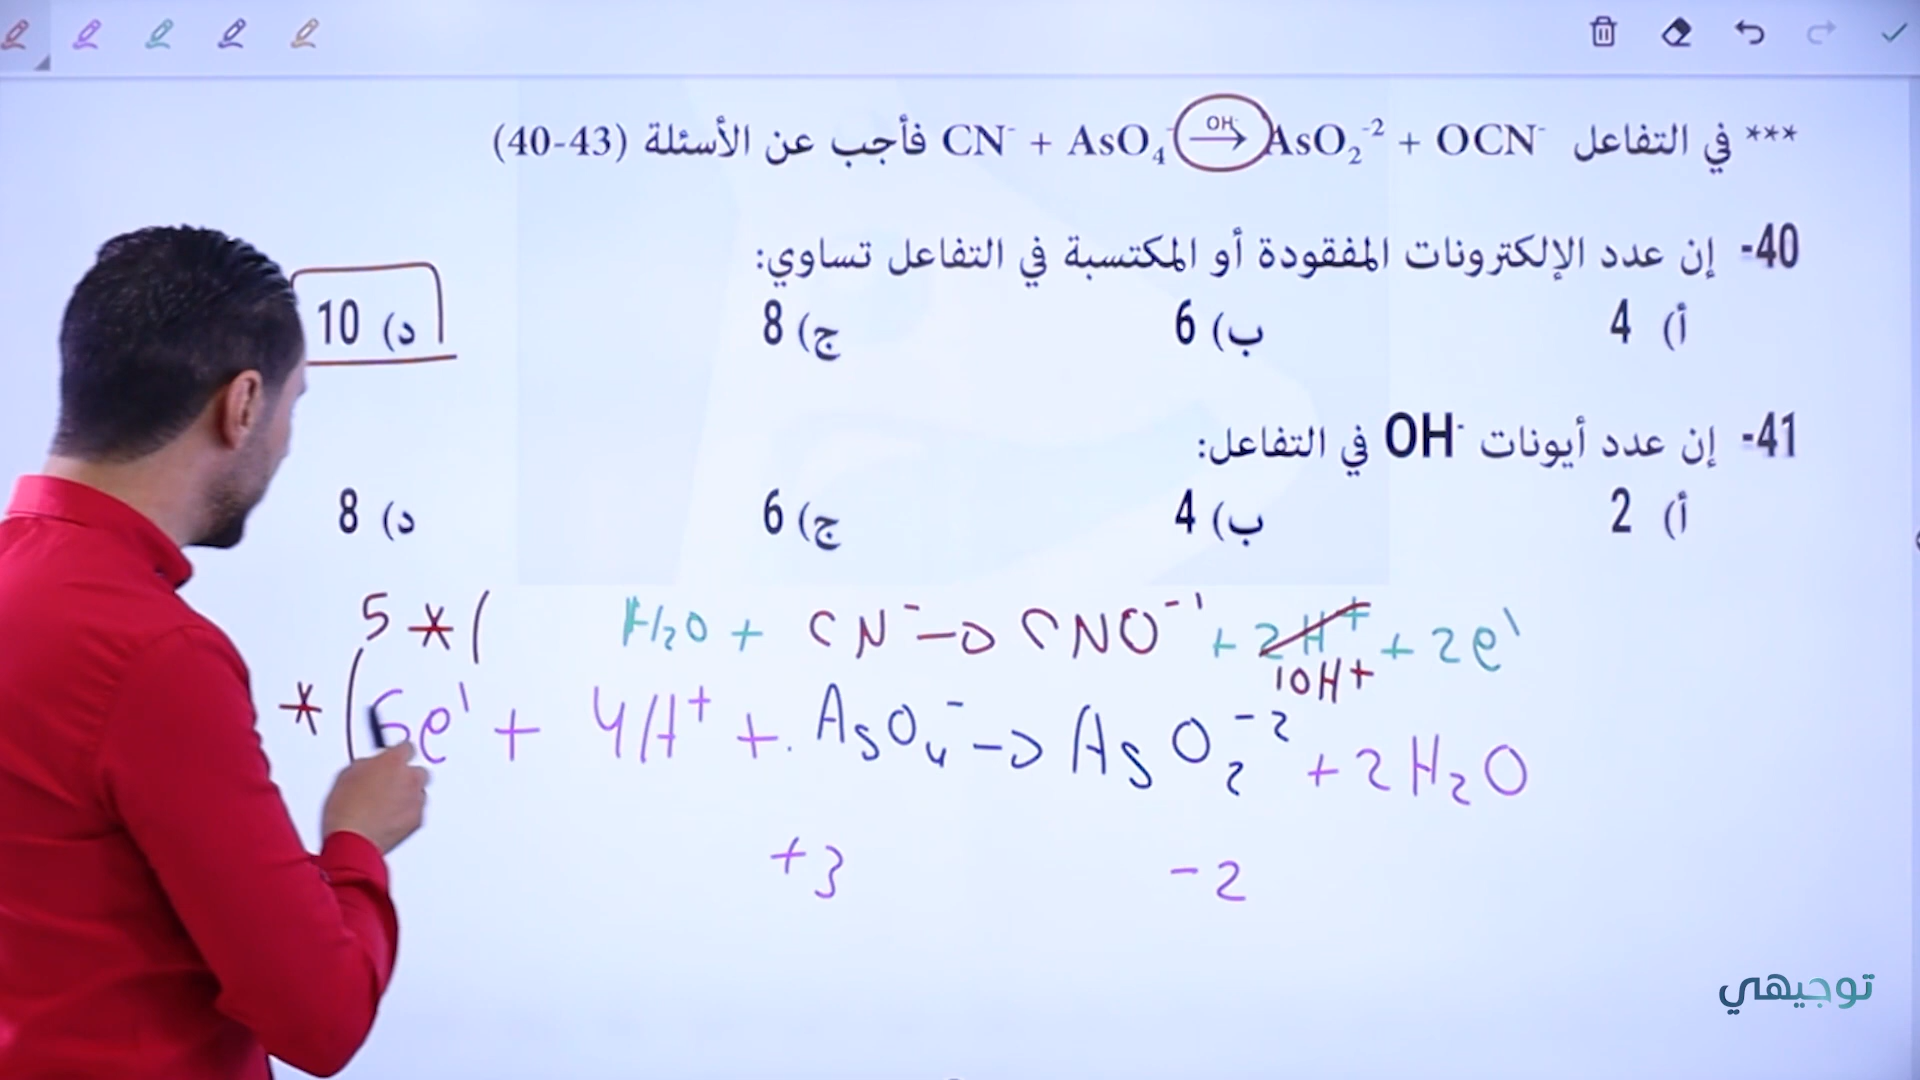 *** في التفاعل CN⁻ + AsO₄⁻ →(OH⁻) AsO₂⁻² + OCN⁻ فأجب عن الأسئلة (40-43)
40- إن عدد الإلكترونات المفقودة أو المكتسبة في التفاعل تساوي:
أ) 4 ب) 6 ج) 8 د) 10
41- إن عدد أيونات OH⁻ في التفاعل:
أ) 2 ب) 4 ج) 6 د) 8
5 * ( H₂O + CN⁻ → CNO⁻¹ + 2H⁺ + 2e⁻
10H+
* ( 5e⁻ + 4H⁺ + AsO₄⁻ → AsO₂⁻² + 2H₂O
+3 -2
توجيهي